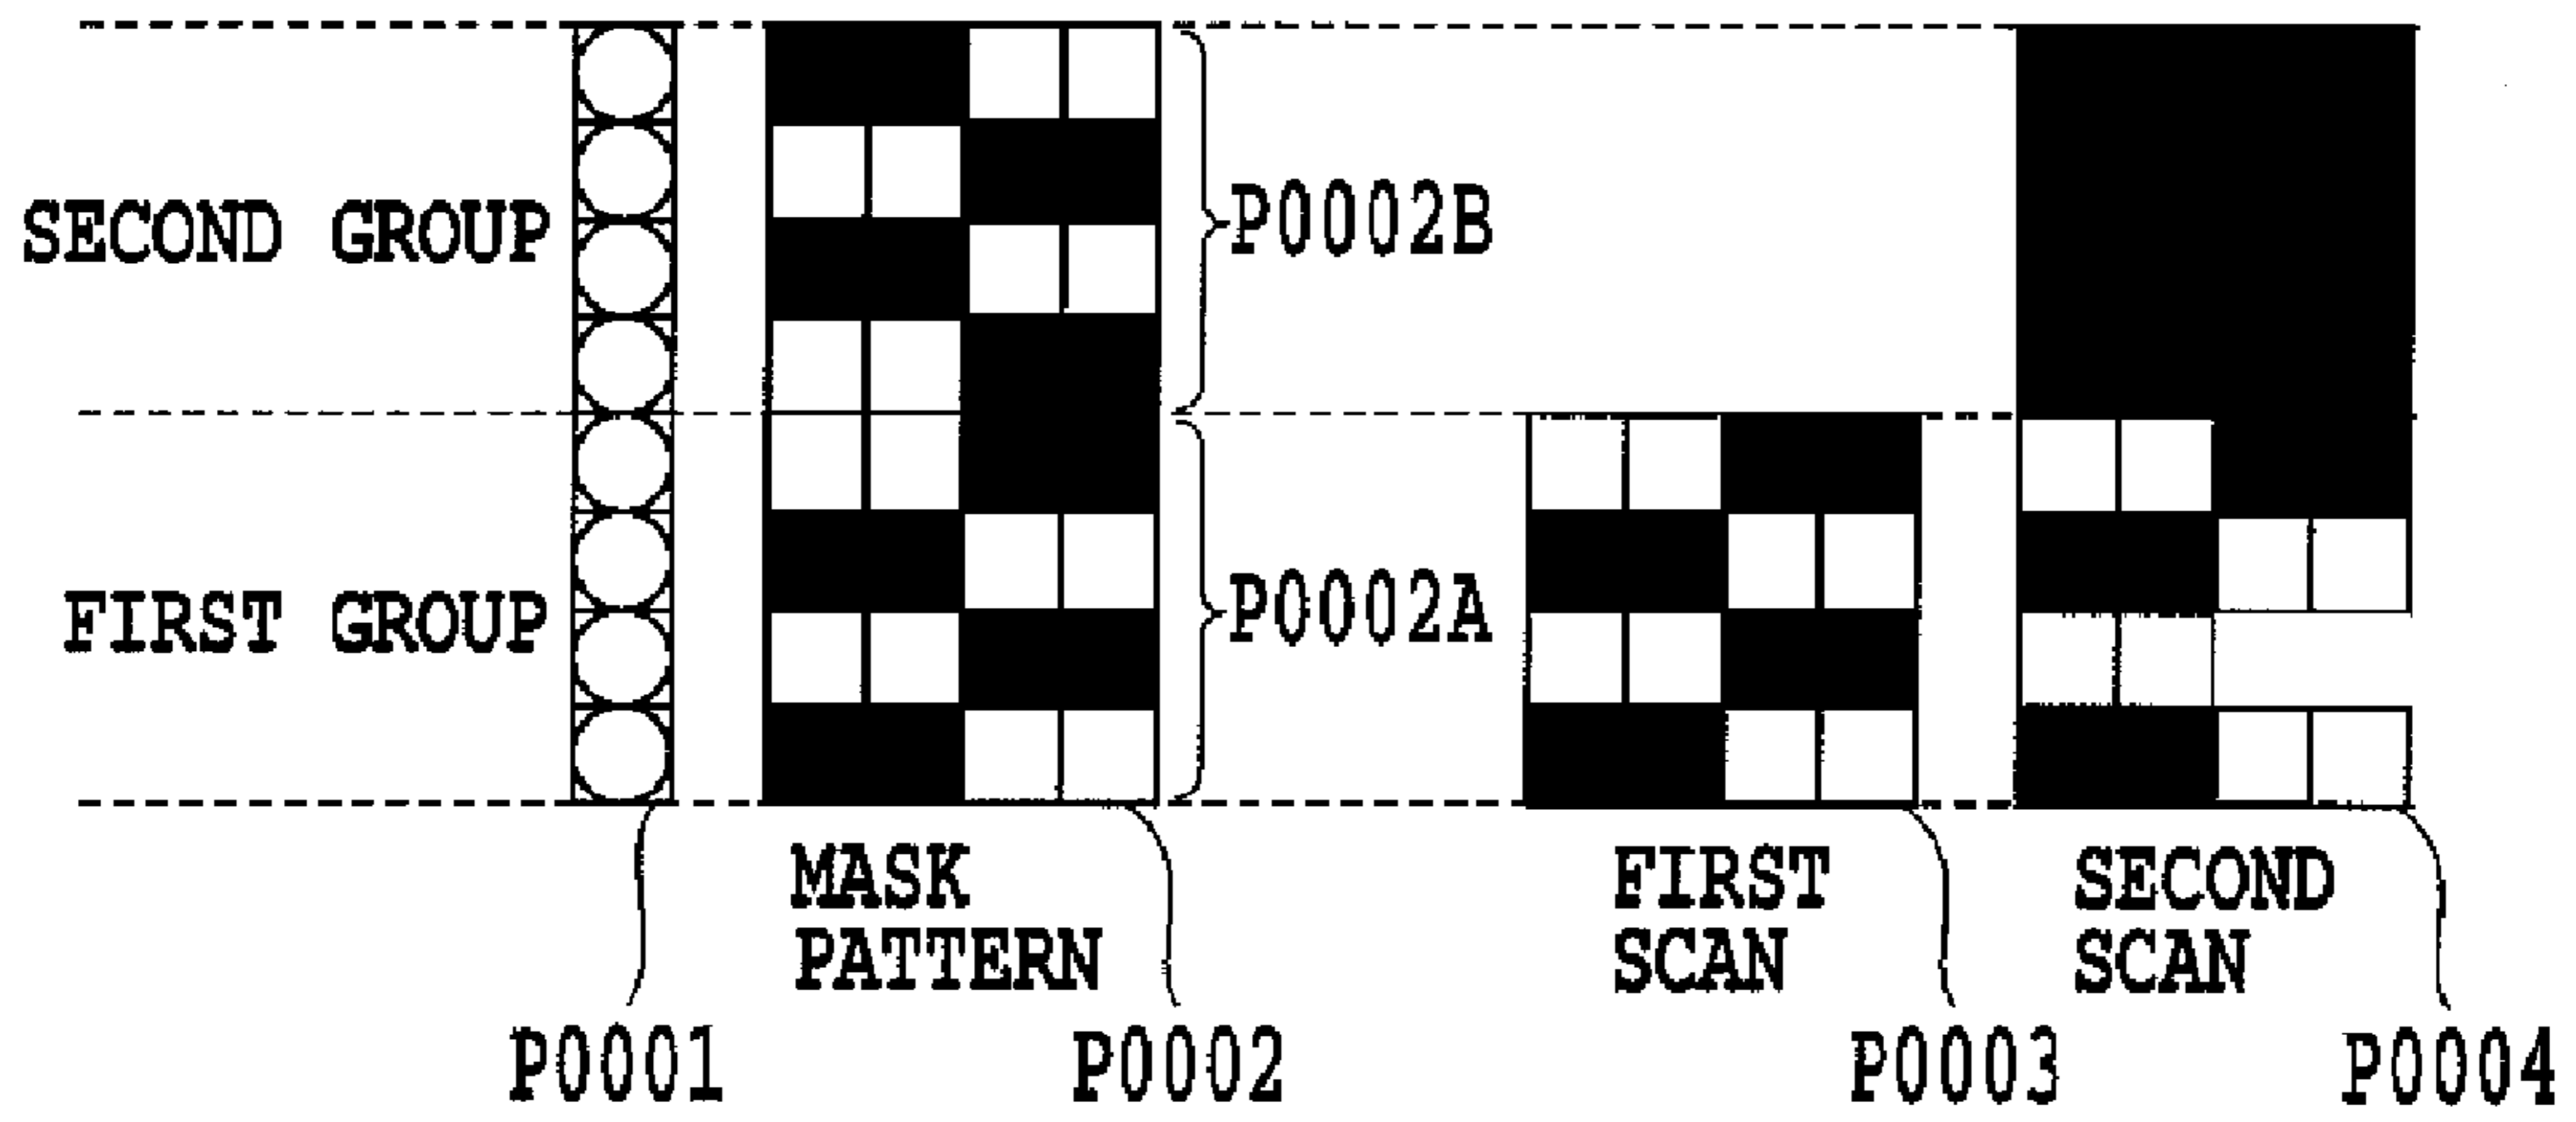 SECOND GROUP
P0002B
FIRST GROUP
P0002A
MASK
PATTERN
FIRST
SCAN
SECOND
SCAN
P0001
P0002
P0003
P0004